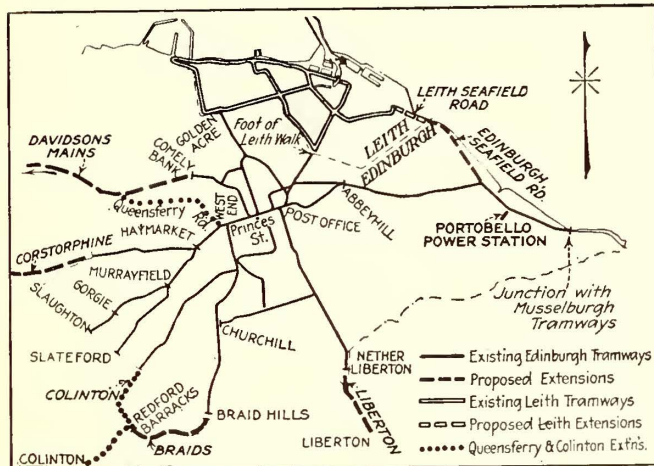 LEITH SEAFIELD
ROAD
DAVIDSONS
MAINS
GOLDEN
ACRE
Foot of
Leith Walk
LEITH
EDINBURGH
EDINBURGH
SEAFIELD RD.
COMELY
BANK
Queensferry
Rd.
WEST
END
ABBEYHILL
POST OFFICE
Princes
St.
HAYMARKET
PORTOBELLO
POWER STATION
CORSTORPHINE
MURRAYFIELD
GORGIE
SLAUGHTON
Junction with
Musselburgh
Tramways
SLATEFORD
CHURCHILL
NETHER
LIBERTON
COLINTON
REDFORD
BARRACKS
BRAID HILLS
LIBERTON
COLINTON
BRAIDS
LIBERTON
Existing Edinburgh Tramways
Proposed Extensions
Existing Leith Tramways
Proposed Leith Extensions
Queensferry & Colinton Extn's.